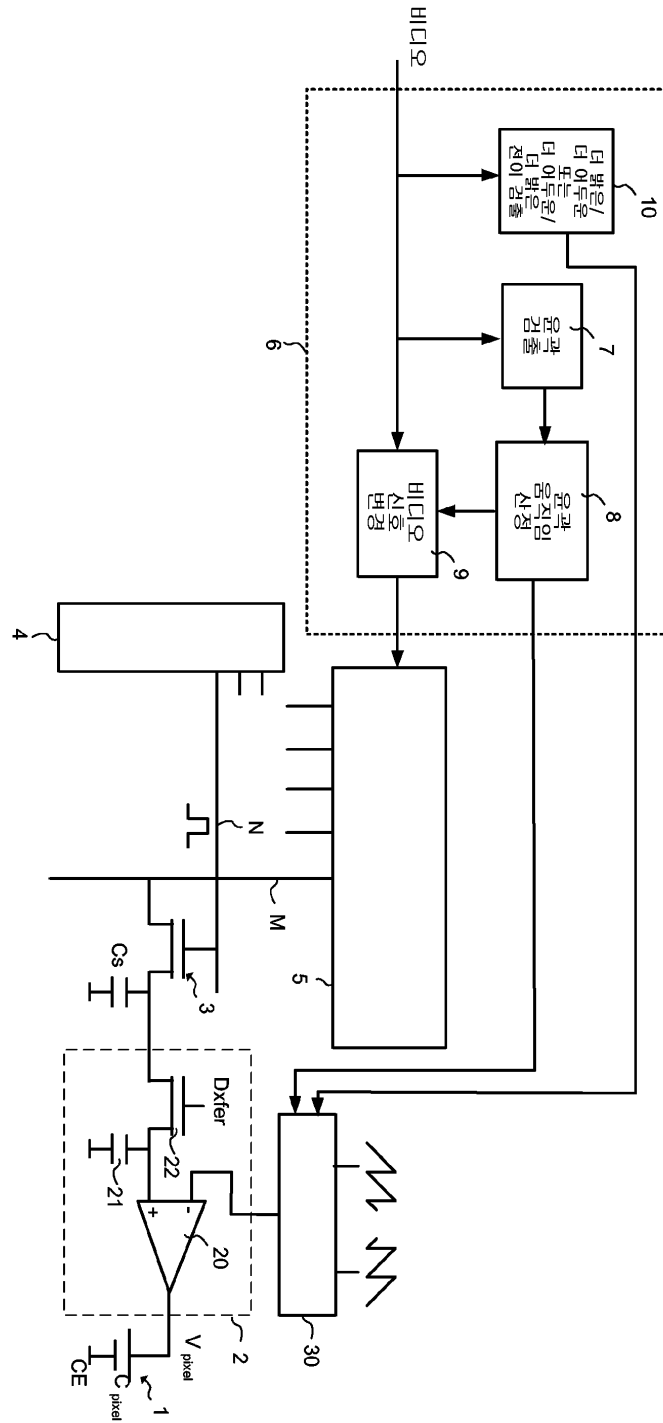 비디오
더 밝은/
더 어두운
또는
더 어두운/
더 밝은
전이 검출
10
윤곽
검출
7
6
윤곽
움직임
산정
8
비디오
신호
변경
9
4
5
N
M
3
Cs
Dxfer
22
21
+
-
20
2
30
V pixel
C pixel
CE
1